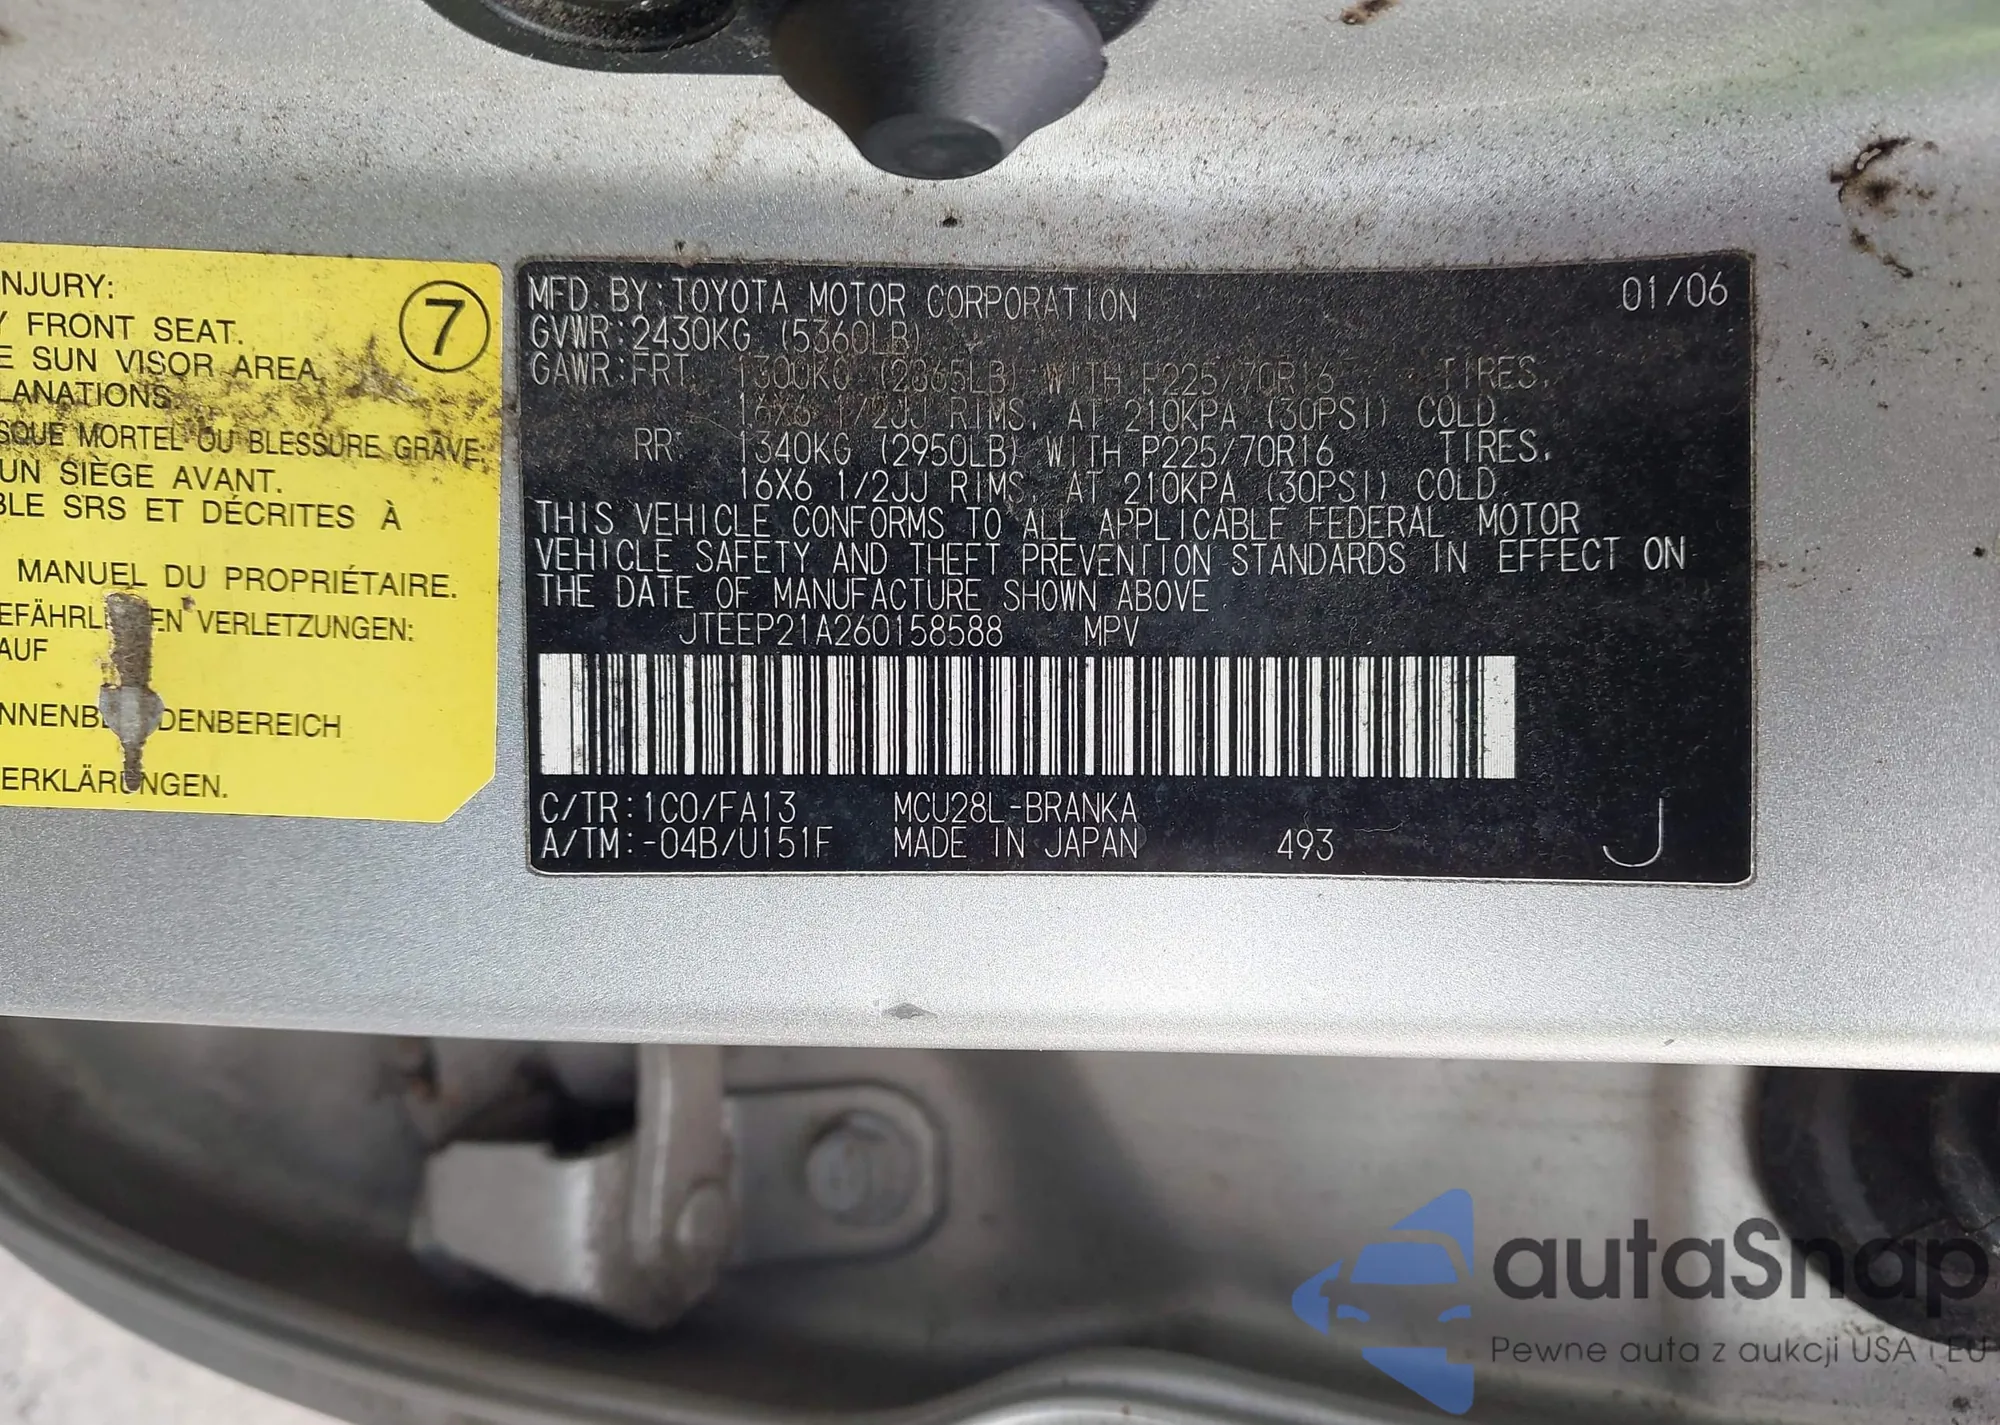 NJURY:
Y FRONT SEAT.
E SUN VISOR AREA.
LANATIONS.
7
SQUE MORTEL OU BLESSURE GRAVE:
UN SIÈGE AVANT.
BLE SRS ET DÉCRITES À
MANUEL DU PROPRIÉTAIRE.
EN VERLETZUNGEN:
AUF
DENBEREICH
ERKLÄRUNGEN.
MFD. BY:TOYOTA MOTOR CORPORATION 01/06
GVWR:2430KG (5360LB)
GAWR:FRT 1300KG (2865LB) WITH P225/70R16 TIRES.
16X6 1/2JJ RIMS. AT 210KPA (30PSI) COLD.
RR: 1340KG (2950LB) WITH P225/70R16 TIRES.
16X6 1/2JJ RIMS. AT 210KPA (30PSI) COLD.
THIS VEHICLE CONFORMS TO ALL APPLICABLE FEDERAL MOTOR
VEHICLE SAFETY AND THEFT PREVENTION STANDARDS IN EFFECT ON
THE DATE OF MANUFACTURE SHOWN ABOVE
JTEEP21A260158588 MPV
C/TR:1C0/FA13 MCU28L-BRANKA
A/TM:-04B/U151F MADE IN JAPAN 493 J
autaSnap
Pewne auta z aukcji USA i EU